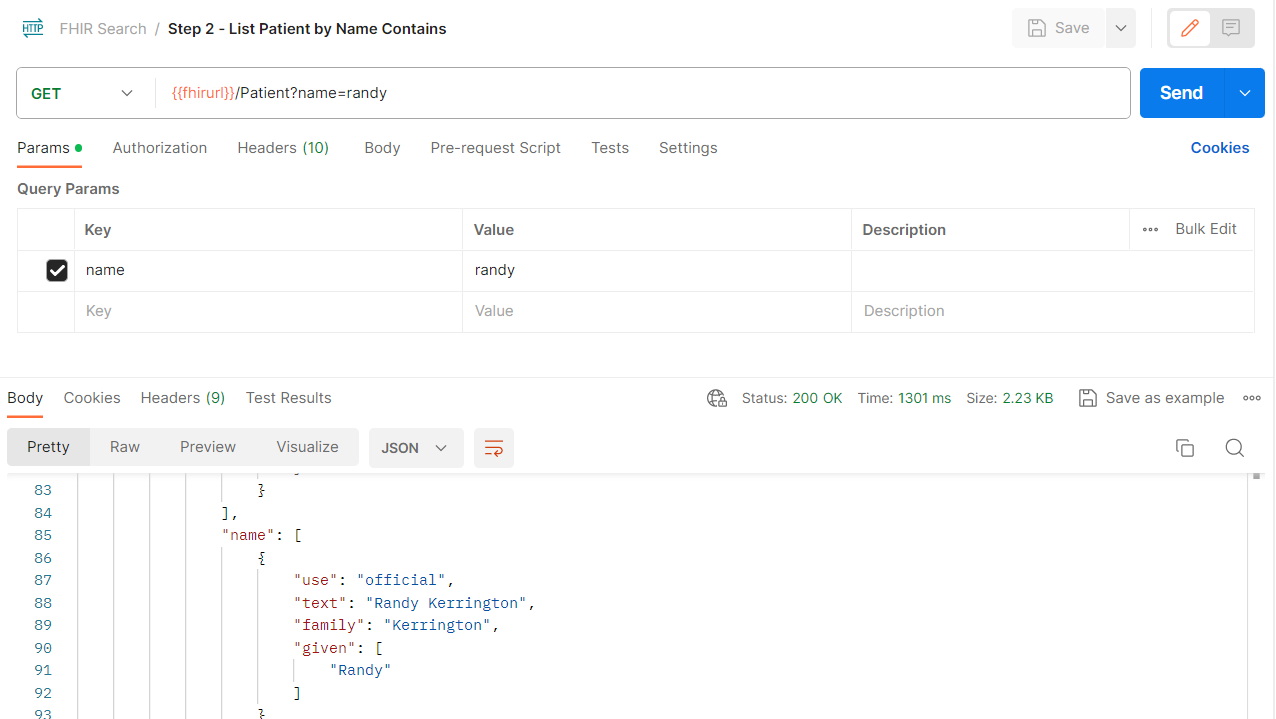 HTTP FHIR Search / Step 2 - List Patient by Name Contains Save
GET {{fhirurl}}/Patient?name=randy Send
Params Authorization Headers (10) Body Pre-request Script Tests Settings Cookies
Query Params
Key Value Description Bulk Edit
name randy
Key Value Description
Body Cookies Headers (9) Test Results Status: 200 OK Time: 1301 ms Size: 2.23 KB Save as example
Pretty Raw Preview Visualize JSON
83 }
84 ],
85 "name": [
86 {
87 "use": "official",
88 "text": "Randy Kerrington",
89 "family": "Kerrington",
90 "given": [
91 "Randy"
92 ]
93 }